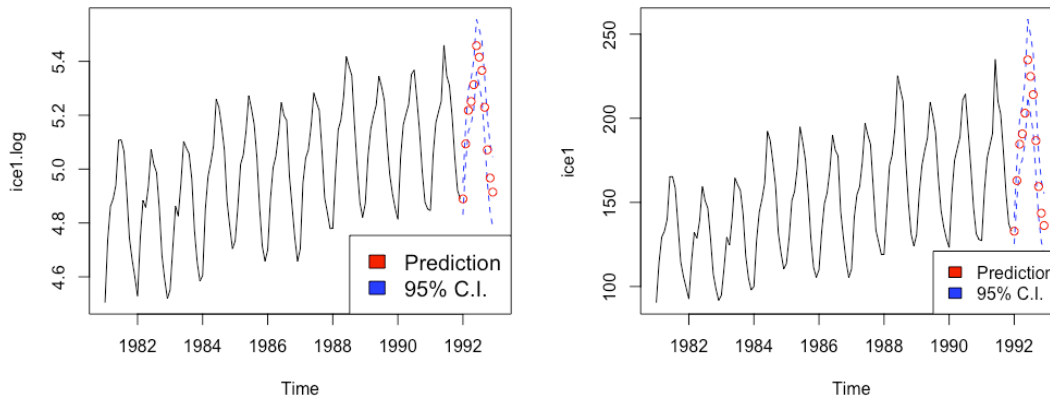 ice1.log
5.4
5.2
5.0
4.8
4.6
Prediction
95% C.I.
1982 1984 1986 1988 1990 1992
Time
ice1
250
200
150
100
Prediction
95% C.I.
1982 1984 1986 1988 1990 1992
Time